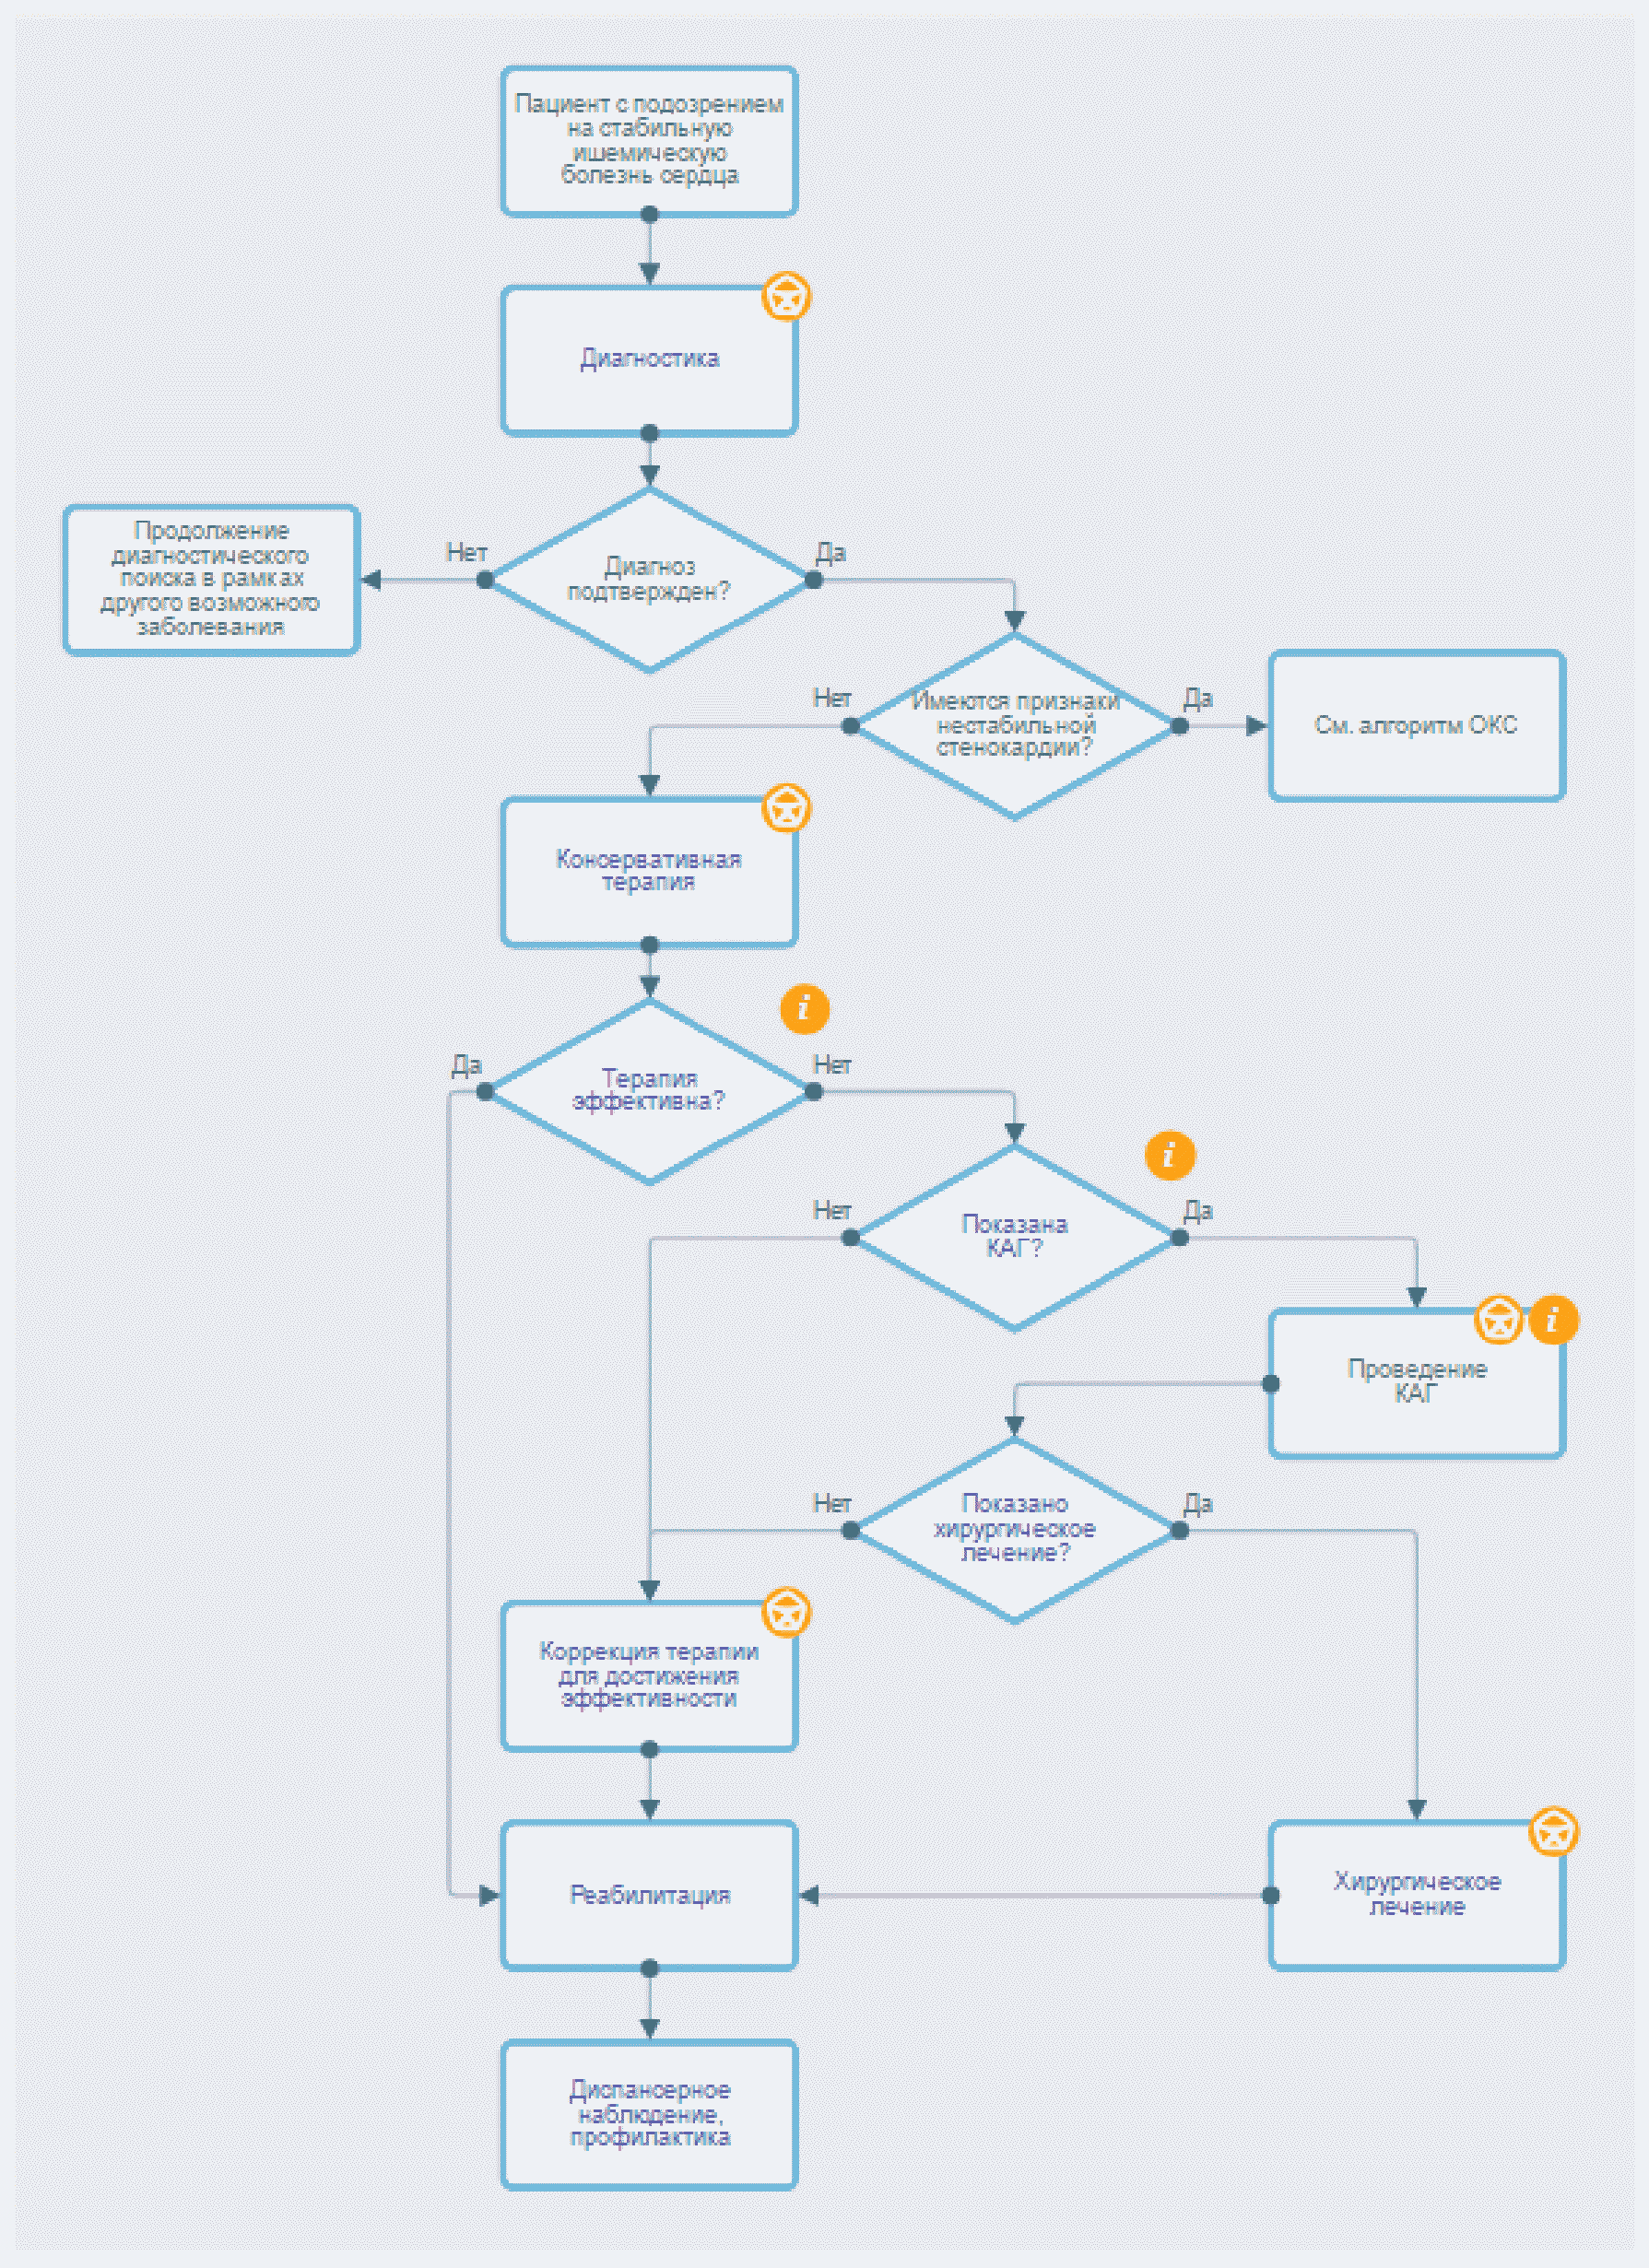 Пациент с подозрением
на стабильную
ишемическую
болезнь сердца
Диагностика
Продолжение
диагностического
поиска в рамках
другого возможного
заболевания
Нет
Диагноз
подтвержден?
Да
Нет
Имеются признаки
нестабильной
стенокардии?
Да
См. алгоритм ОКС
Консервативная
терапия
i
Да
Терапия
эффективна?
Нет
i
Нет
Показана
КАГ?
Да
i
Проведение
КАГ
Нет
Показано
хирургическое
лечение?
Да
Коррекция терапии
для достижения
эффективности
Реабилитация
Хирургическое
лечение
Диспансерное
наблюдение,
профилактика